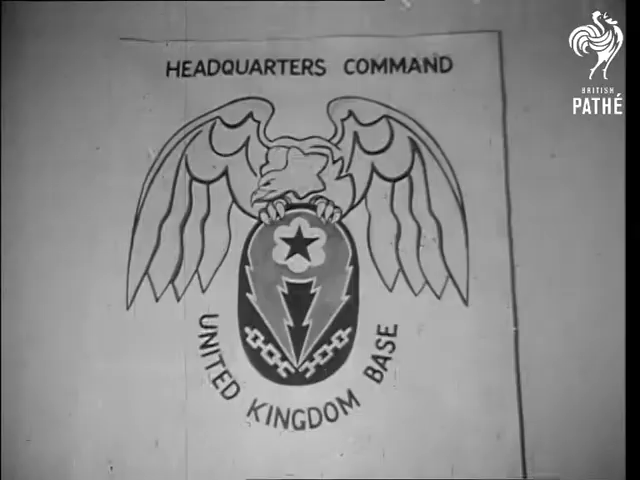 HEADQUARTERS COMMAND
UNITED KINGDOM BASE
BRITISH
PATHÉ